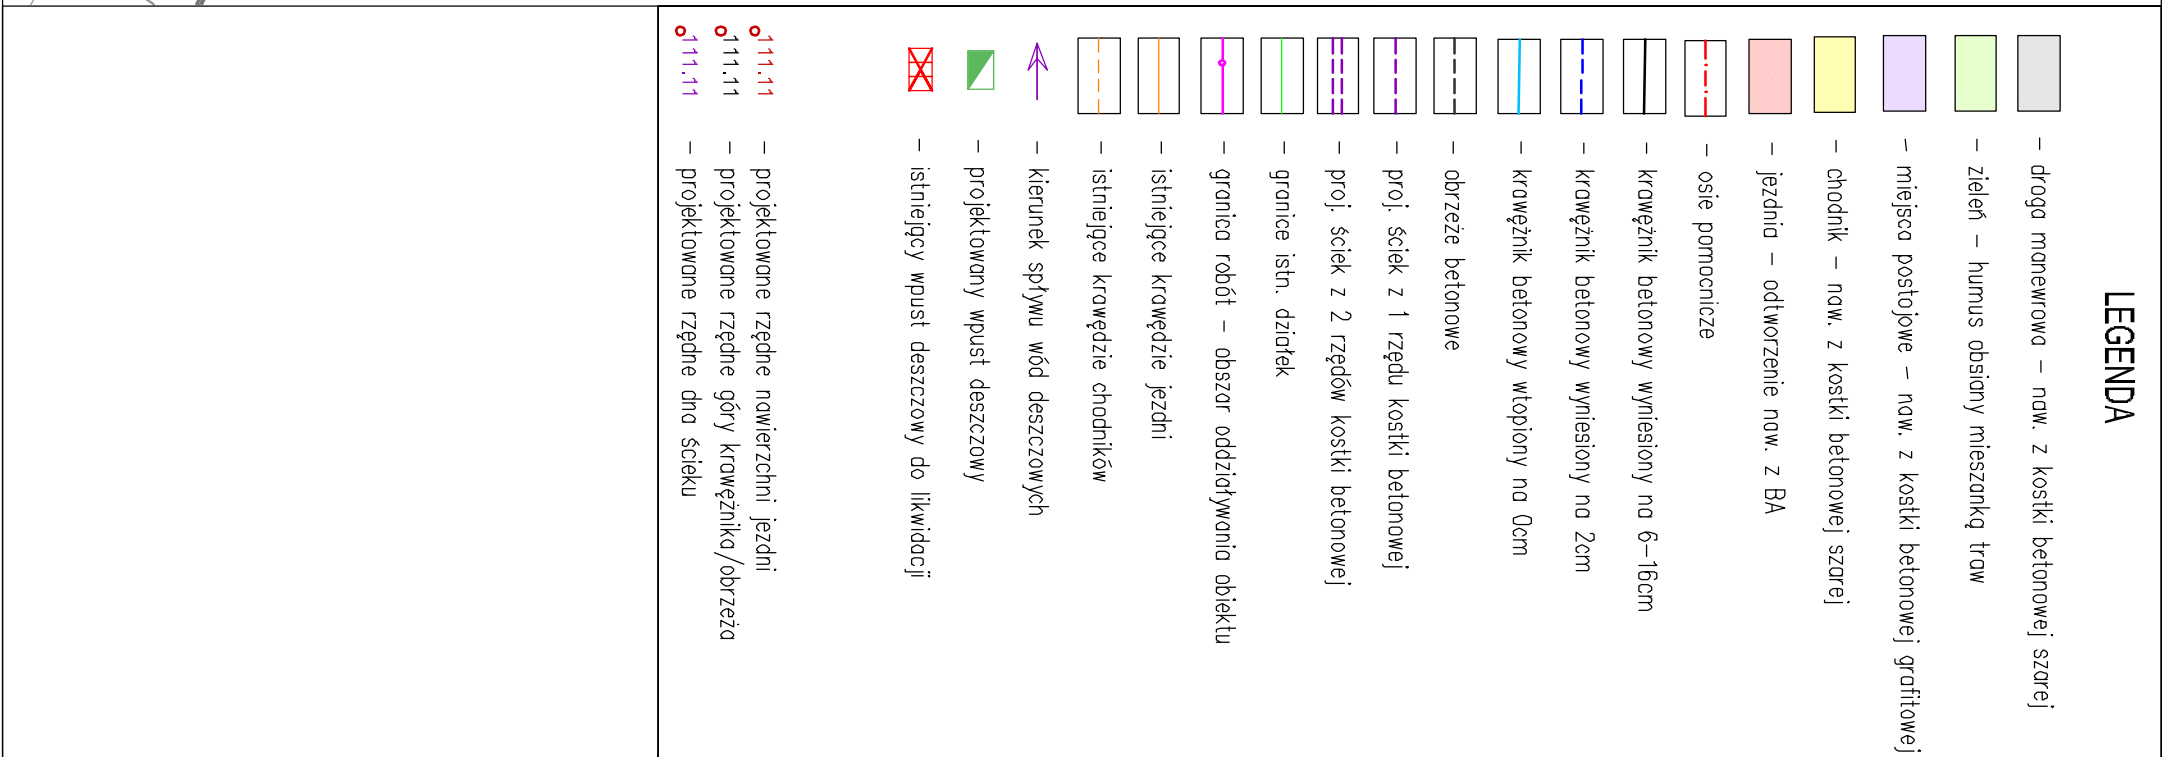 LEGENDA
– droga manewrowa – naw. z kostki betonowej szarej
– zieleń – humus obsiany mieszanką traw
– miejsca postojowe – naw. z kostki betonowej grafitowej
– chodnik – naw. z kostki betonowej szarej
– jezdnia – odtworzenie naw. z BA
– osie pomocnicze
– krawężnik betonowy wyniesiony na 6–16cm
– krawężnik betonowy wyniesiony na 2cm
– krawężnik betonowy wtopiony na 0cm
– obrzeże betonowe
– proj. ściek z 1 rzędu kostki betonowej
– proj. ściek z 2 rzędów kostki betonowej
– granice istn. działek
– granica robót – obszar oddziaływania obiektu
– istniejące krawędzie jezdni
– istniejące krawędzie chodników
– kierunek spływu wód deszczowych
– projektowany wpust deszczowy
– istniejący wpust deszczowy do likwidacji
111.11 – projektowane rzędne nawierzchni jezdni
111.11 – projektowane rzędne góry krawężnika/obrzeża
111.11 – projektowane rzędne dna ścieku